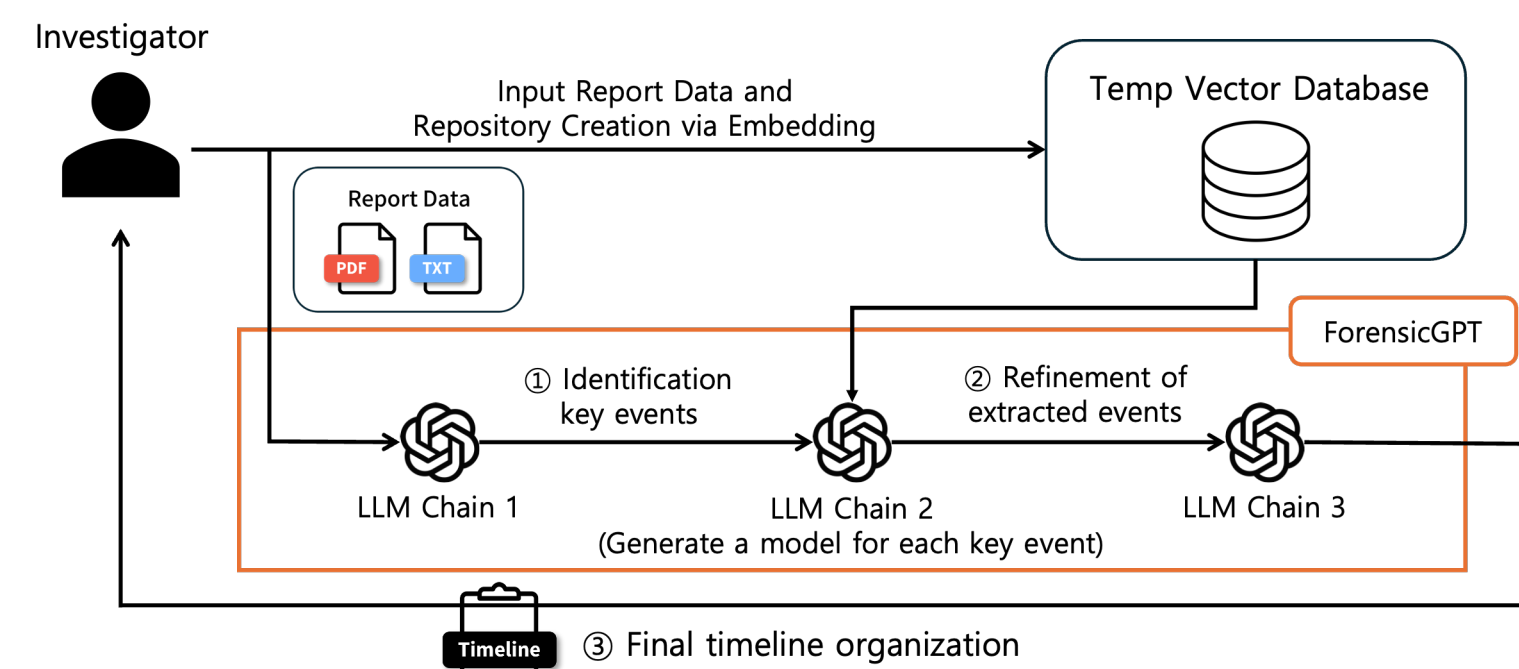 Investigator
Input Report Data and
Repository Creation via Embedding
Temp Vector Database
Report Data
PDF
TXT
ForensicGPT
① Identification
key events
② Refinement of
extracted events
LLM Chain 1
LLM Chain 2
(Generate a model for each key event)
LLM Chain 3
Timeline
③ Final timeline organization